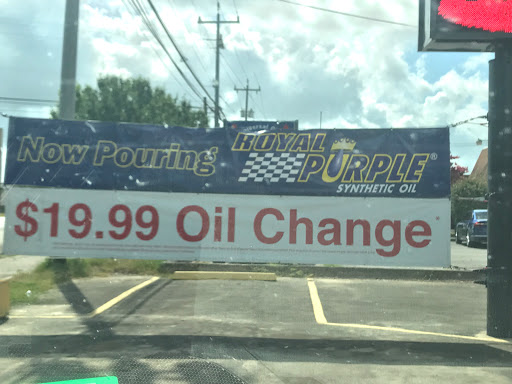 Now Pouring ROYAL PURPLE®
SYNTHETIC OIL
$19.99 Oil Change*